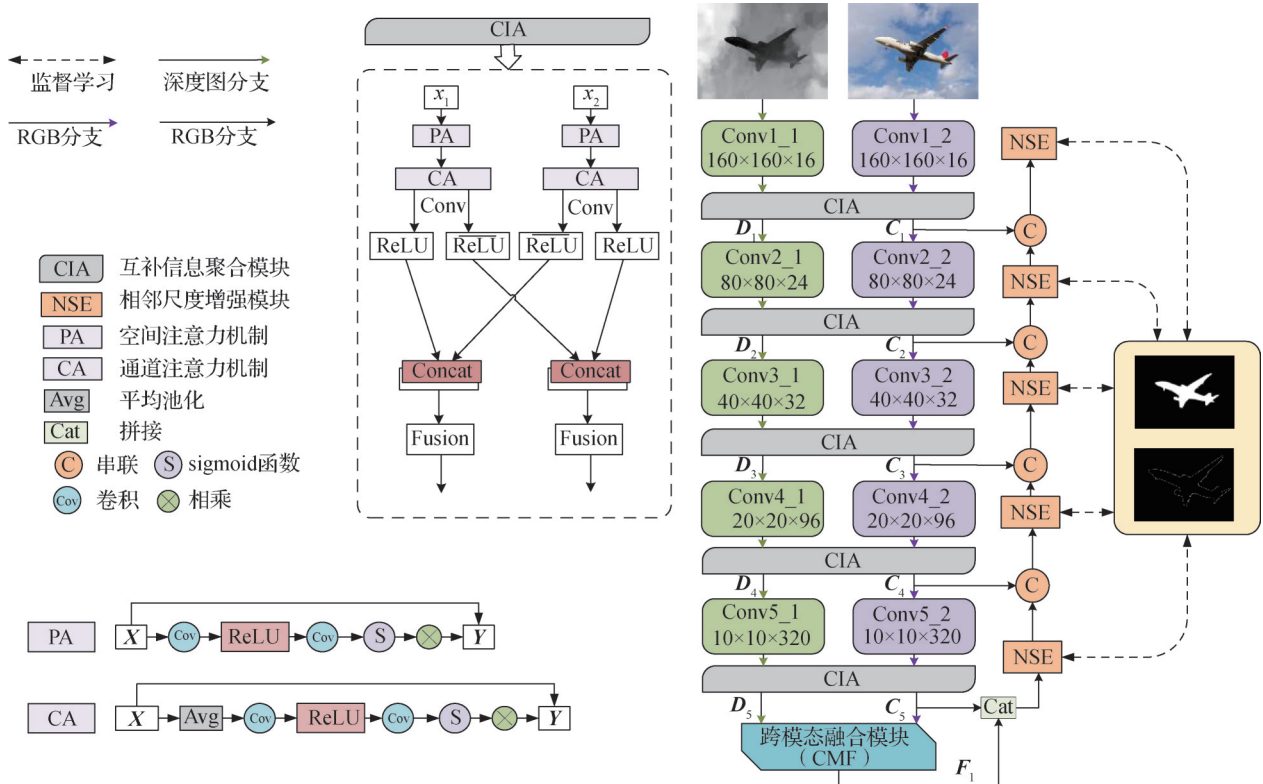 监督学习
深度图分支
RGB分支
RGB分支
CIA 互补信息聚合模块
NSE 相邻尺度增强模块
PA 空间注意力机制
CA 通道注意力机制
Avg 平均池化
Cat 拼接
C 串联 S sigmoid函数
Cov 卷积 相乘
CIA
x₁ x₂
PA PA
CA CA
Conv Conv
ReLU R̅e̅L̅U̅ R̅e̅L̅U̅ ReLU
Concat Concat
Fusion Fusion
PA X Cov ReLU Cov S Y
CA X Avg Cov ReLU Cov S Y
Conv1_1 Conv1_2 NSE
160×160×16 160×160×16
CIA
D₁ C₁ C
Conv2_1 Conv2_2 NSE
80×80×24 80×80×24
CIA
D₂ C₂ C
Conv3_1 Conv3_2 NSE
40×40×32 40×40×32
CIA
D₃ C₃ C
Conv4_1 Conv4_2 NSE
20×20×96 20×20×96
CIA
D₄ C₄ C
Conv5_1 Conv5_2
10×10×320 10×10×320 NSE
CIA
D₅ C₅ Cat
跨模态融合模块
(CMF)
F₁